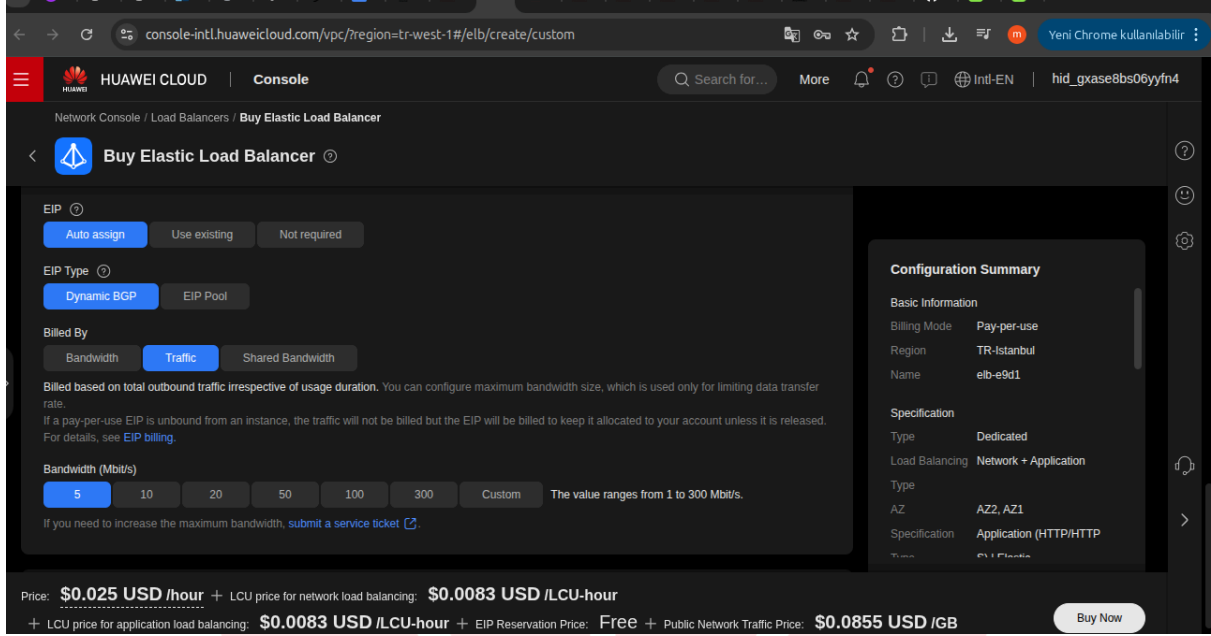 console-intl.huaweicloud.com/vpc/?region=tr-west-1#/elb/create/custom
m
Yeni Chrome kullanılabilir
HUAWEI
HUAWEI CLOUD | Console
Search for...
More
Intl-EN | hid_gxase8bs06yyfn4
Network Console / Load Balancers / Buy Elastic Load Balancer
Buy Elastic Load Balancer
EIP
Auto assign
Use existing
Not required
EIP Type
Dynamic BGP
EIP Pool
Billed By
Bandwidth
Traffic
Shared Bandwidth
Billed based on total outbound traffic irrespective of usage duration. You can configure maximum bandwidth size, which is used only for limiting data transfer
rate.
If a pay-per-use EIP is unbound from an instance, the traffic will not be billed but the EIP will be billed to keep it allocated to your account unless it is released.
For details, see EIP billing.
Bandwidth (Mbit/s)
5
10
20
50
100
300
Custom
The value ranges from 1 to 300 Mbit/s.
If you need to increase the maximum bandwidth, submit a service ticket.
Configuration Summary
Basic Information
Billing Mode Pay-per-use
Region TR-Istanbul
Name elb-e9d1
Specification
Type Dedicated
Load Balancing Network + Application
Type
AZ AZ2, AZ1
Specification Application (HTTP/HTTP
Type S) | Elastic
Price: $0.025 USD /hour + LCU price for network load balancing: $0.0083 USD /LCU-hour
+ LCU price for application load balancing: $0.0083 USD /LCU-hour + EIP Reservation Price: Free + Public Network Traffic Price: $0.0855 USD /GB
Buy Now